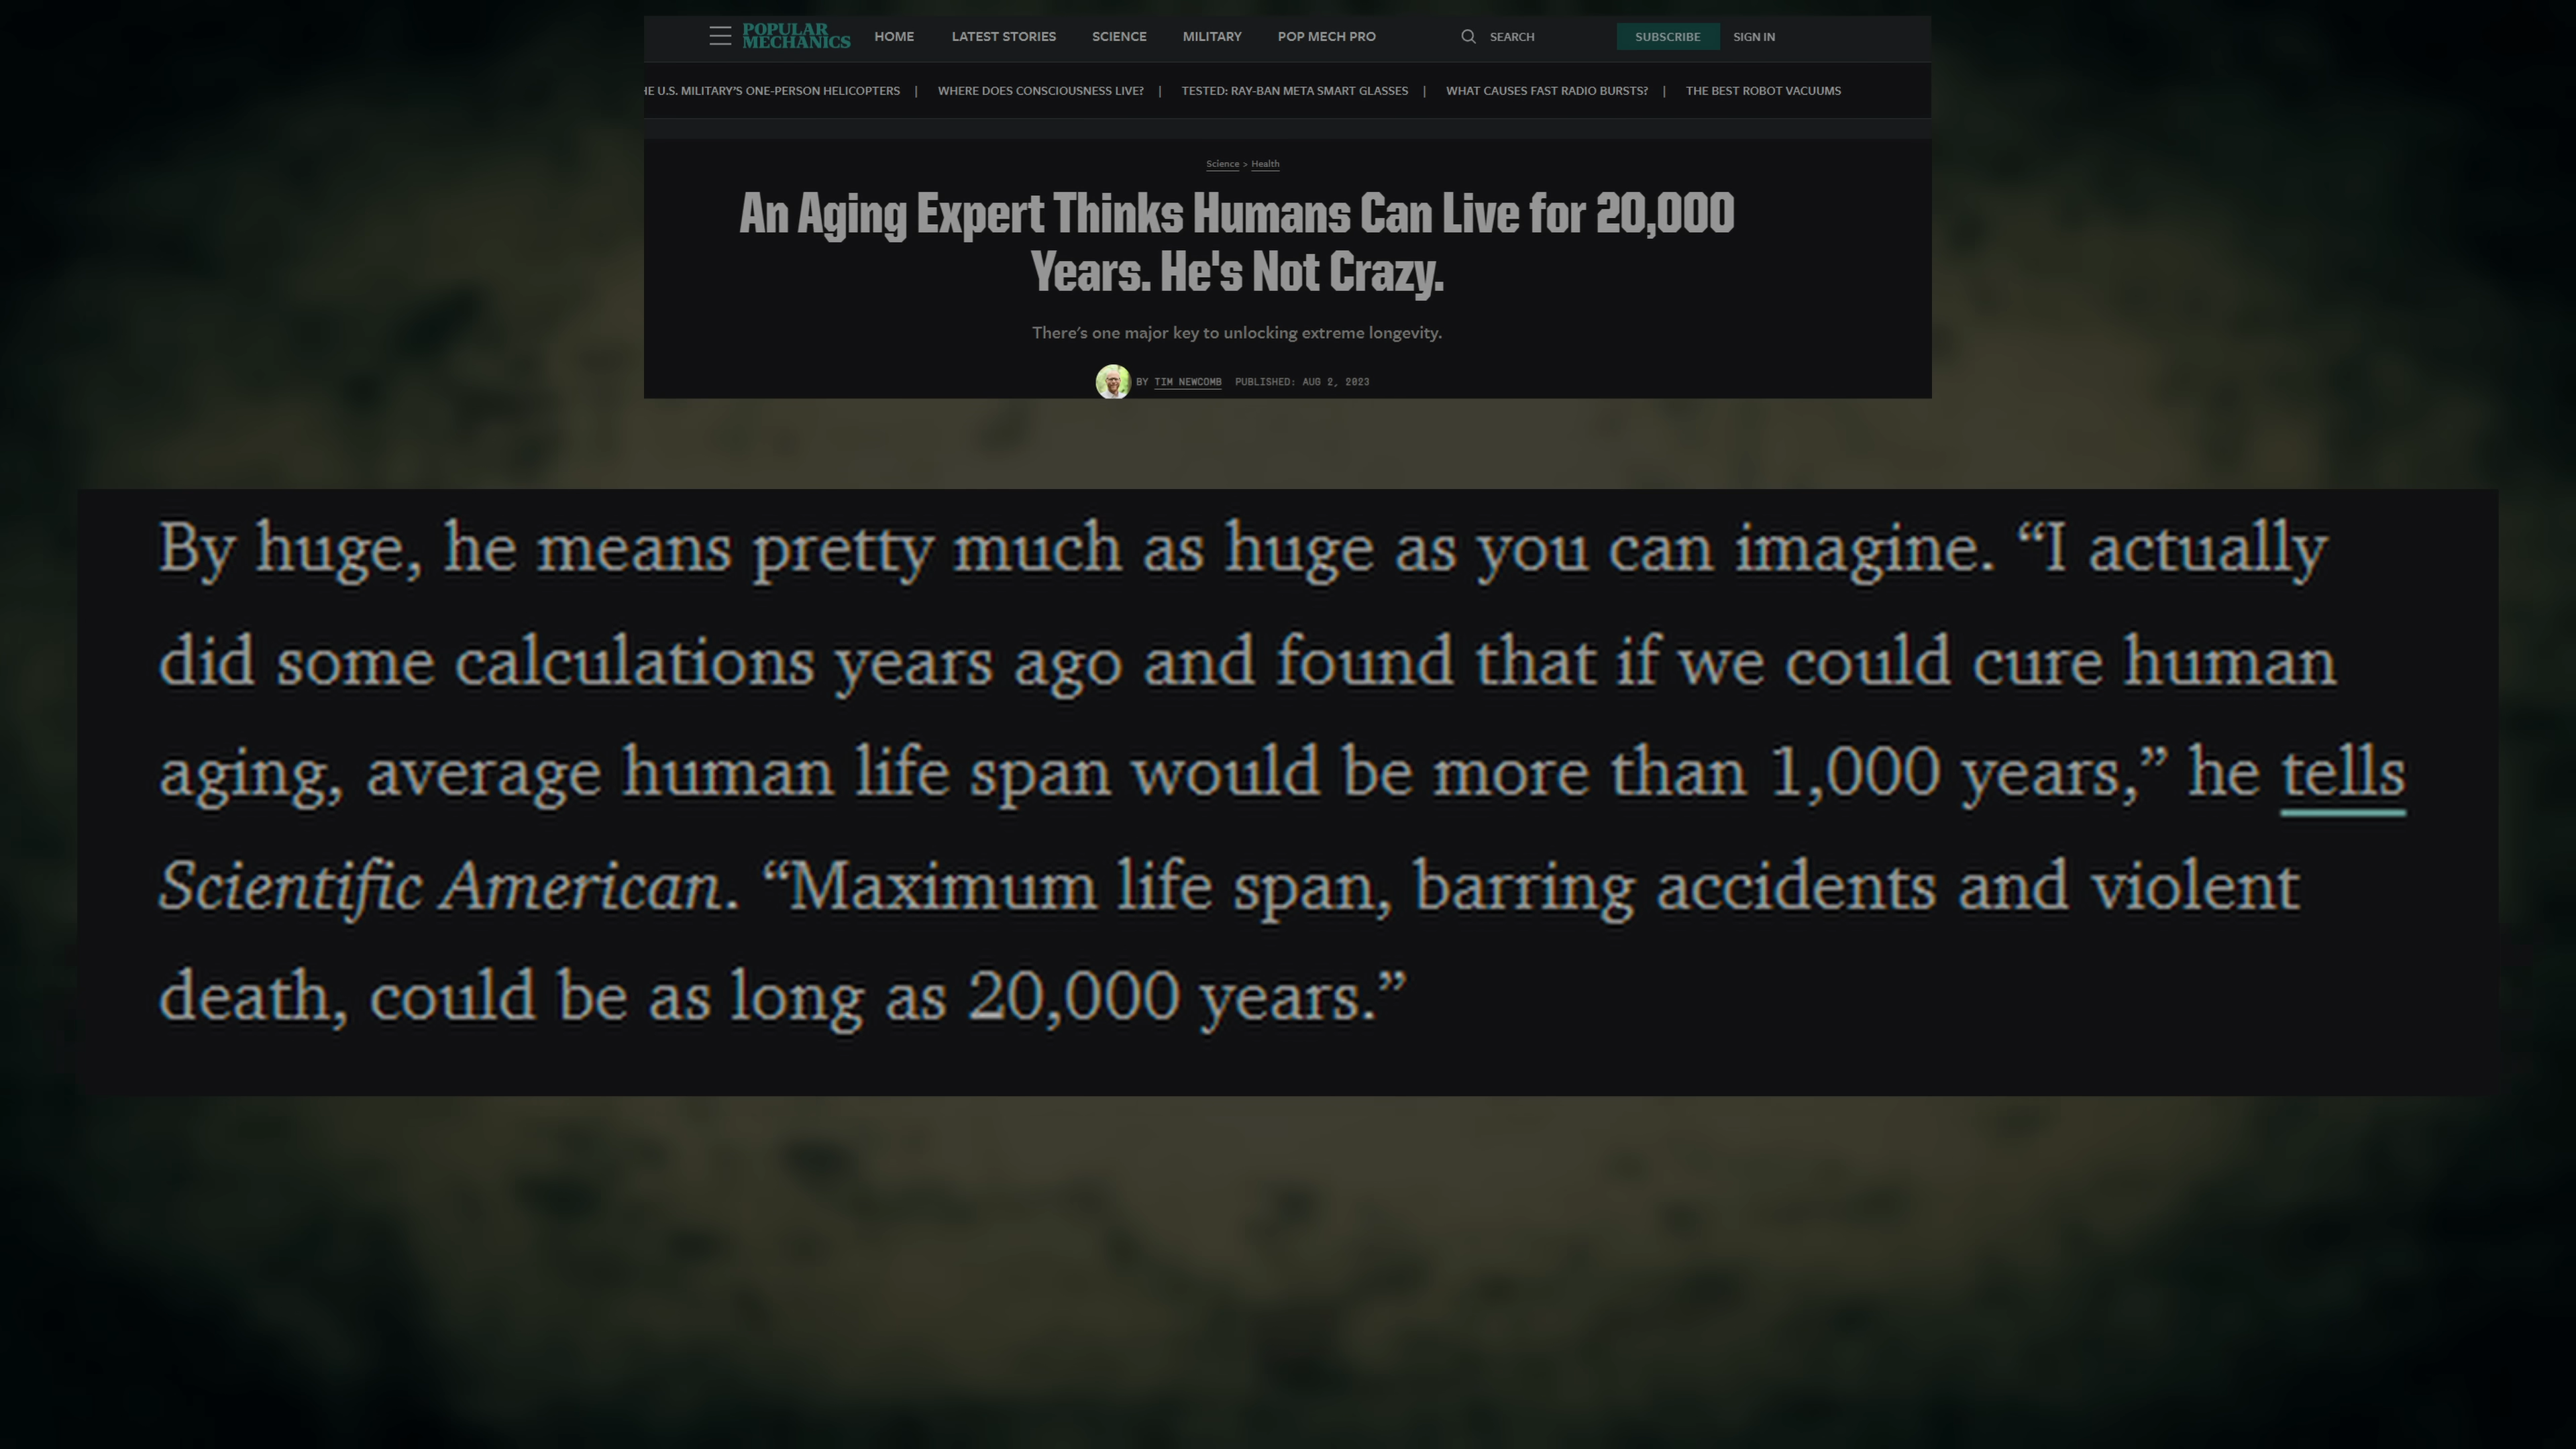 POPULAR
MECHANICS
HOME LATEST STORIES SCIENCE MILITARY POP MECH PRO SEARCH SUBSCRIBE SIGN IN
HE U.S. MILITARY'S ONE-PERSON HELICOPTERS | WHERE DOES CONSCIOUSNESS LIVE? | TESTED: RAY-BAN META SMART GLASSES | WHAT CAUSES FAST RADIO BURSTS? | THE BEST ROBOT VACUUMS
Science > Health
An Aging Expert Thinks Humans Can Live for 20,000
Years. He's Not Crazy.
There's one major key to unlocking extreme longevity.
BY TIM NEWCOMB PUBLISHED: AUG 2, 2023
By huge, he means pretty much as huge as you can imagine. “I actually
did some calculations years ago and found that if we could cure human
aging, average human life span would be more than 1,000 years,” he tells
Scientific American. “Maximum life span, barring accidents and violent
death, could be as long as 20,000 years.”